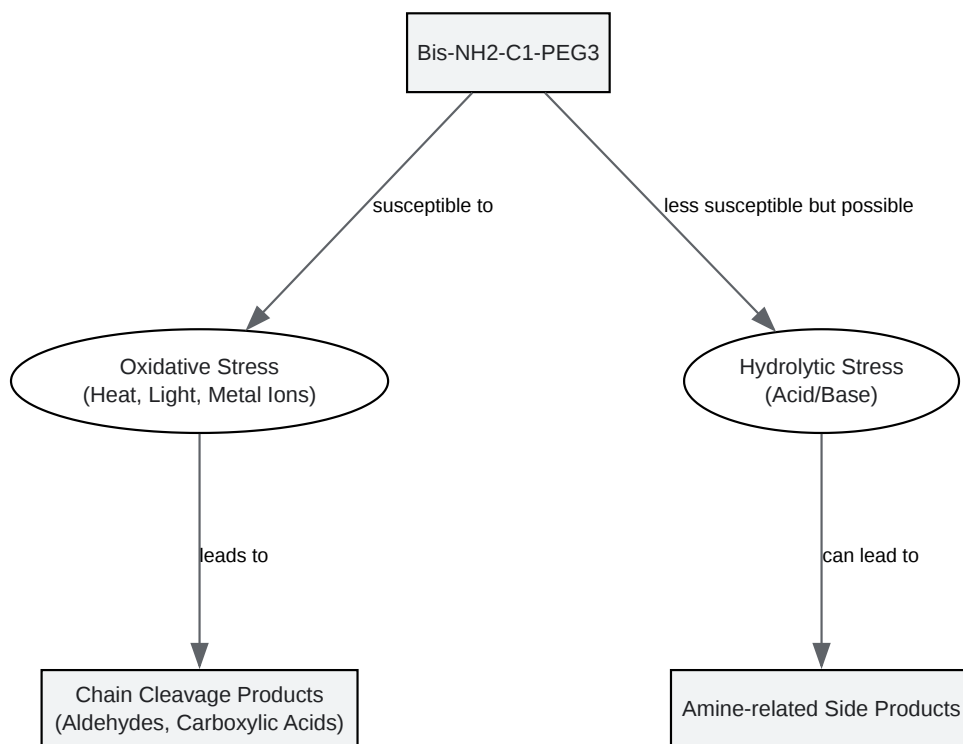 Bis-NH2-C1-PEG3
susceptible to
less susceptible but possible
Oxidative Stress
(Heat, Light, Metal Ions)
Hydrolytic Stress
(Acid/Base)
leads to
can lead to
Chain Cleavage Products
(Aldehydes, Carboxylic Acids)
Amine-related Side Products